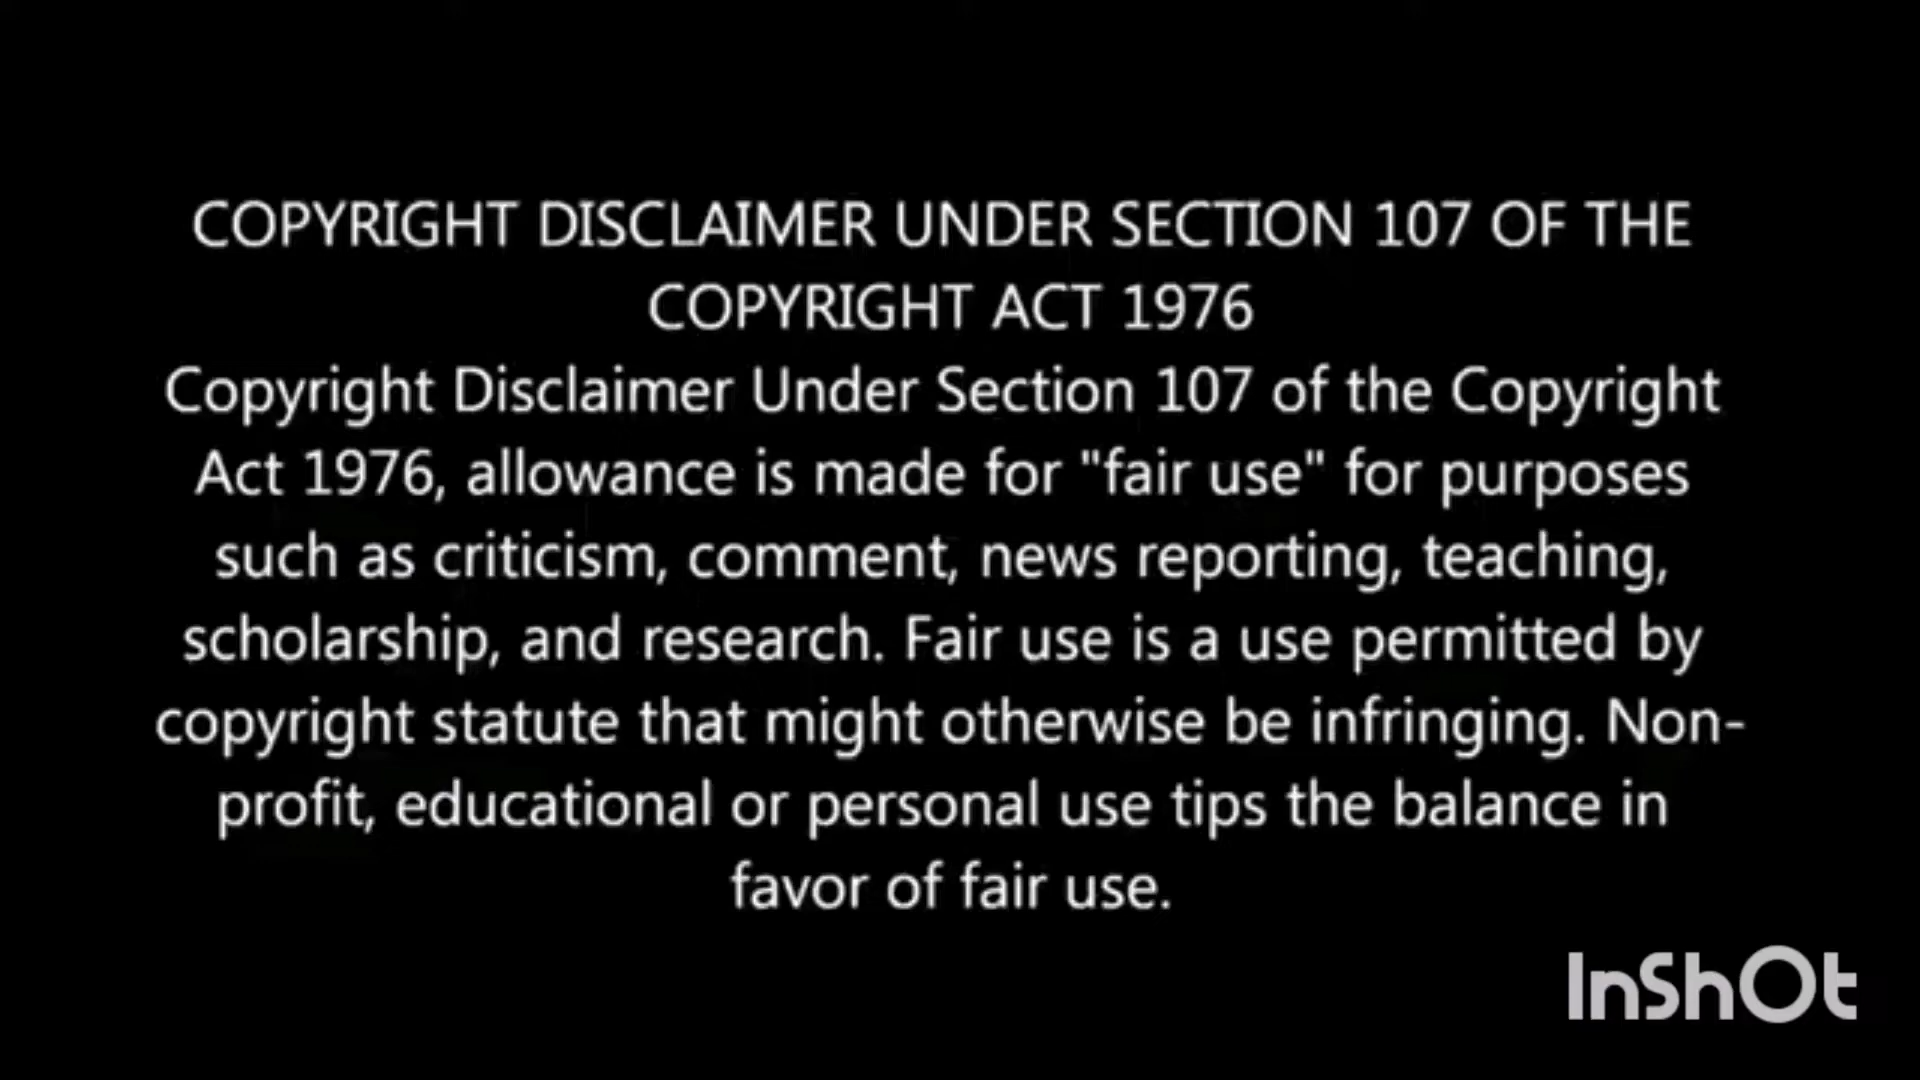 COPYRIGHT DISCLAIMER UNDER SECTION 107 OF THE
COPYRIGHT ACT 1976
Copyright Disclaimer Under Section 107 of the Copyright
Act 1976, allowance is made for "fair use" for purposes
such as criticism, comment, news reporting, teaching,
scholarship, and research. Fair use is a use permitted by
copyright statute that might otherwise be infringing. Non-
profit, educational or personal use tips the balance in
favor of fair use.
InShOt